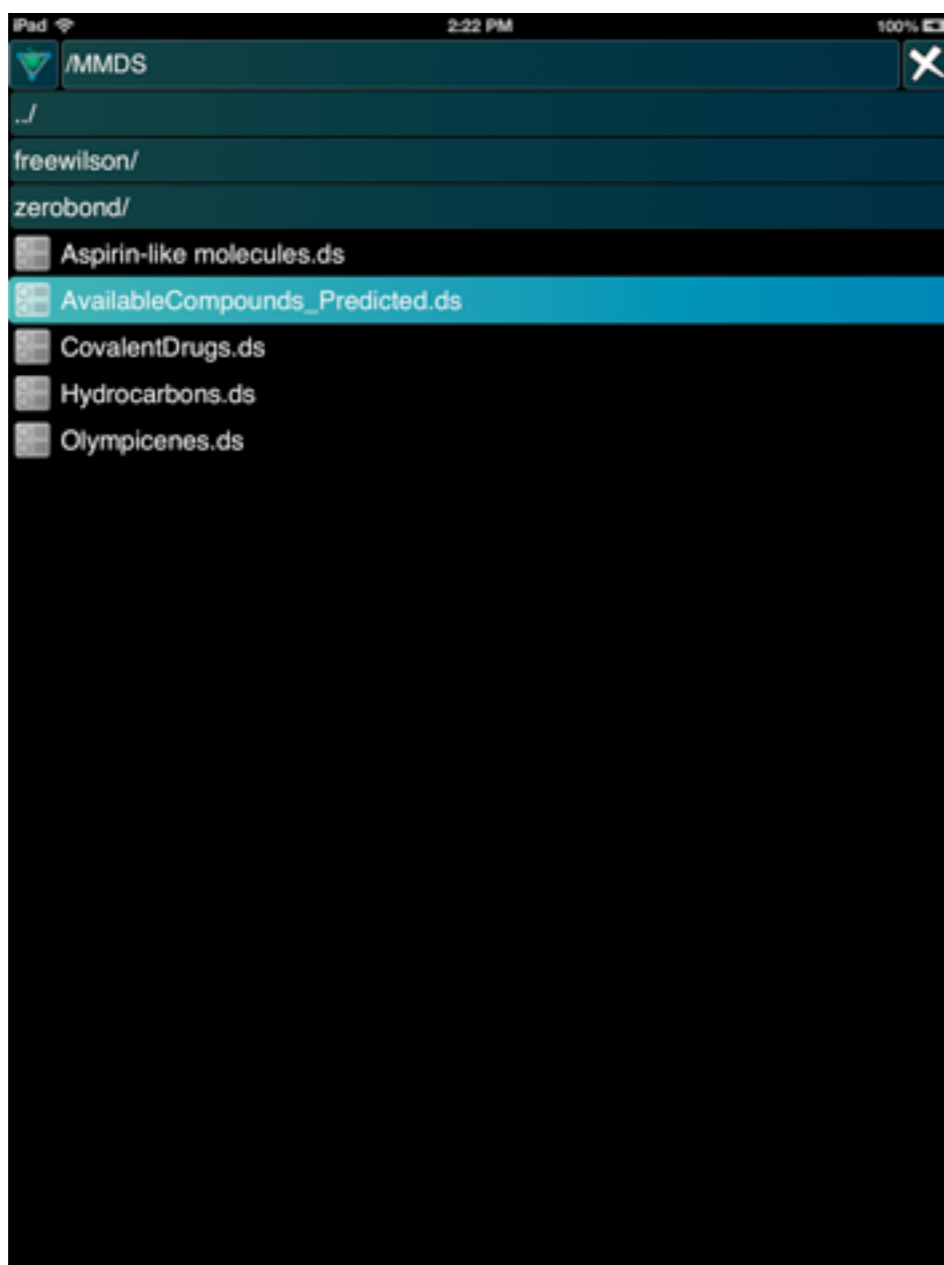 iPad 2:22 PM 100%
/MMDS
../
freewilson/
zerobond/
Aspirin-like molecules.ds
AvailableCompounds_Predicted.ds
CovalentDrugs.ds
Hydrocarbons.ds
Olympicenes.ds